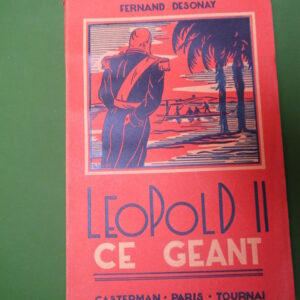 FERNAND DESONAY
LEOPOLD II
CE GEANT
CASTERMAN · PARIS · TOURNAI